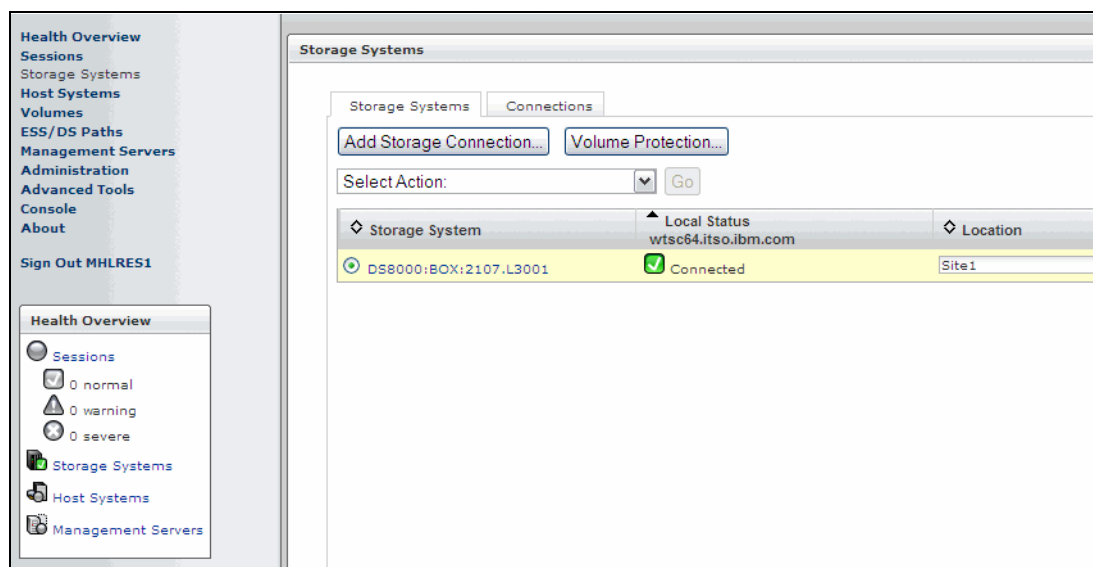 Health Overview
Sessions
Storage Systems
Host Systems
Volumes
ESS/DS Paths
Management Servers
Administration
Advanced Tools
Console
About
Sign Out MHLRES1
Health Overview
Sessions
0 normal
0 warning
0 severe
Storage Systems
Host Systems
Management Servers
Storage Systems
Storage Systems
Connections
Add Storage Connection...
Volume Protection...
Select Action:
Go
Storage System
Local Status
wtsc64.itso.ibm.com
Location
DS8000:BOX:2107.L3001
Connected
Site1